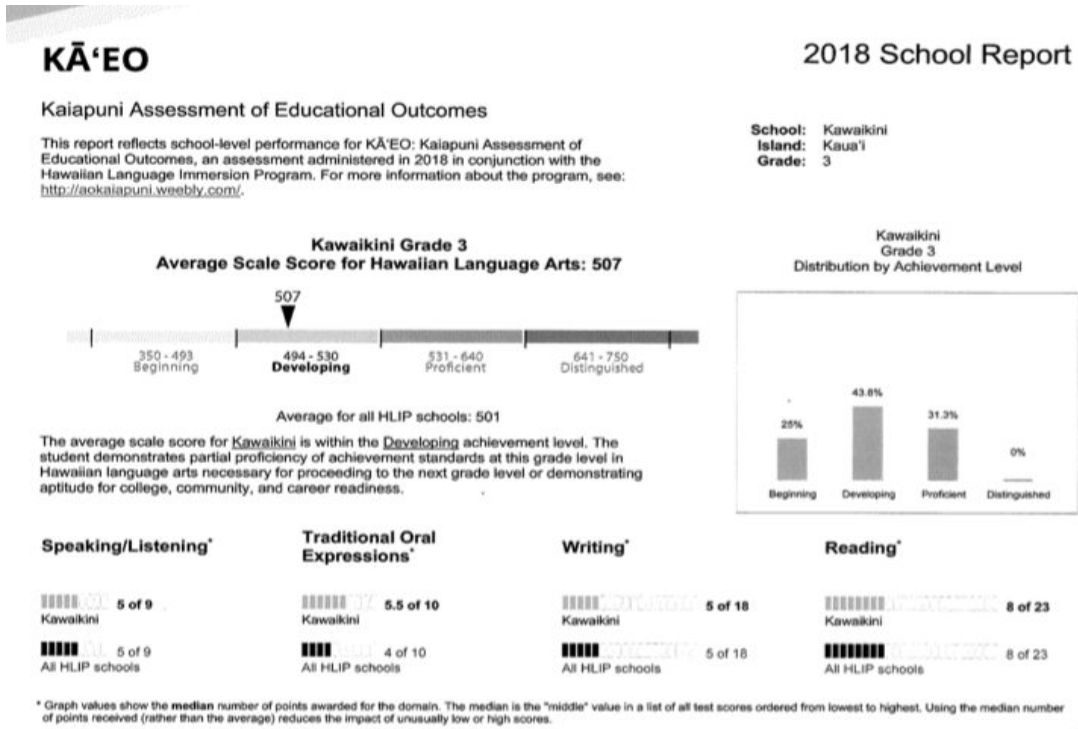 KĀʻEO
2018 School Report
Kaiapuni Assessment of Educational Outcomes
This report reflects school-level performance for KĀʻEO: Kaiapuni Assessment of
Educational Outcomes, an assessment administered in 2018 in conjunction with the
Hawaiian Language Immersion Program. For more information about the program, see:
http://aokaiapuni.weebly.com/.
School: Kawaikini
Island: Kaua'i
Grade: 3
Kawaikini Grade 3
Average Scale Score for Hawaiian Language Arts: 507
507
350 - 493 494 - 530 531 - 640 641 - 750
Beginning Developing Proficient Distinguished
Average for all HLIP schools: 501
The average scale score for Kawaikini is within the Developing achievement level. The
student demonstrates partial proficiency of achievement standards at this grade level in
Hawaiian language arts necessary for proceeding to the next grade level or demonstrating
aptitude for college, community, and career readiness.
Kawaikini
Grade 3
Distribution by Achievement Level
25% 43.8% 31.3% 0%
Beginning Developing Proficient Distinguished
Speaking/Listening*
5 of 9
Kawaikini
5 of 9
All HLIP schools
Traditional Oral
Expressions*
5.5 of 10
Kawaikini
4 of 10
All HLIP schools
Writing*
5 of 18
Kawaikini
5 of 18
All HLIP schools
Reading*
8 of 23
Kawaikini
8 of 23
All HLIP schools
* Graph values show the median number of points awarded for the domain. The median is the "middle" value in a list of all test scores ordered from lowest to highest. Using the median number
of points received (rather than the average) reduces the impact of unusually low or high scores.